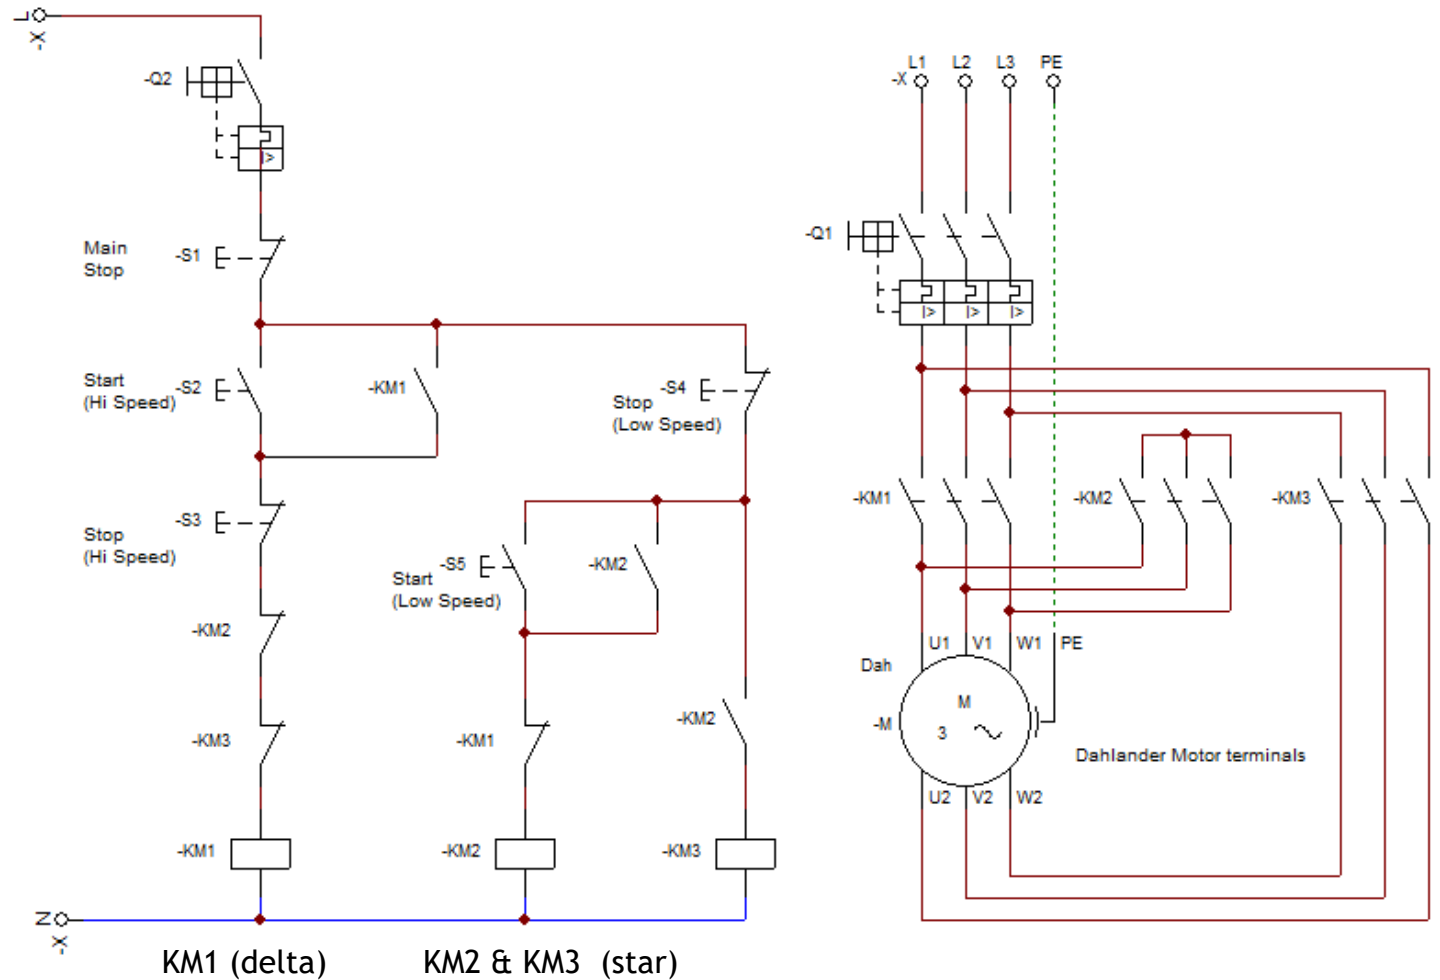 L
-X
-Q2
I>
Main
Stop
-S1
Start
(Hi Speed)
-S2
-KM1
-S4
Stop
(Low Speed)
Stop
(Hi Speed)
-S3
-S5
Start
(Low Speed)
-KM2
-KM2
-KM3
-KM1
-KM2
-KM1
-KM2
-KM3
N
-X
KM1 (delta)
KM2 & KM3 (star)
L1 L2 L3 PE
-X
-Q1
I> I> I>
-KM1
-KM2
-KM3
U1 V1 W1 PE
Dah
M
-M
3
Dahlander Motor terminals
U2 V2 W2